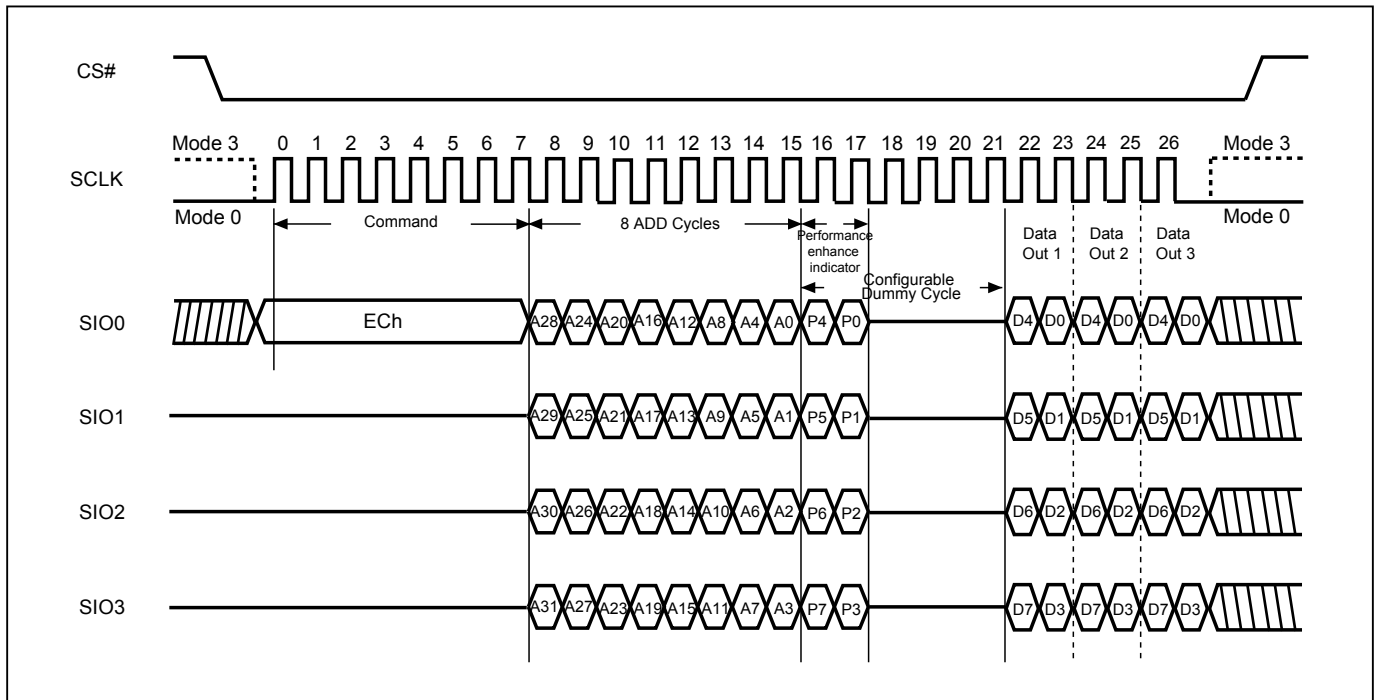 CS#
Mode 3 0 1 2 3 4 5 6 7 8 9 10 11 12 13 14 15 16 17 18 19 20 21 22 23 24 25 26 Mode 3
SCLK
Mode 0 Mode 0
Command 8 ADD Cycles Performance enhance indicator Data Out 1 Data Out 2 Data Out 3
Configurable
Dummy Cycle
SIO0 ECh A28 A24 A20 A16 A12 A8 A4 A0 P4 P0 D4 D0 D4 D0 D4 D0
SIO1 A29 A25 A21 A17 A13 A9 A5 A1 P5 P1 D5 D1 D5 D1 D5 D1
SIO2 A30 A26 A22 A18 A14 A10 A6 A2 P6 P2 D6 D2 D6 D2 D6 D2
SIO3 A31 A27 A23 A19 A15 A11 A7 A3 P7 P3 D7 D3 D7 D3 D7 D3